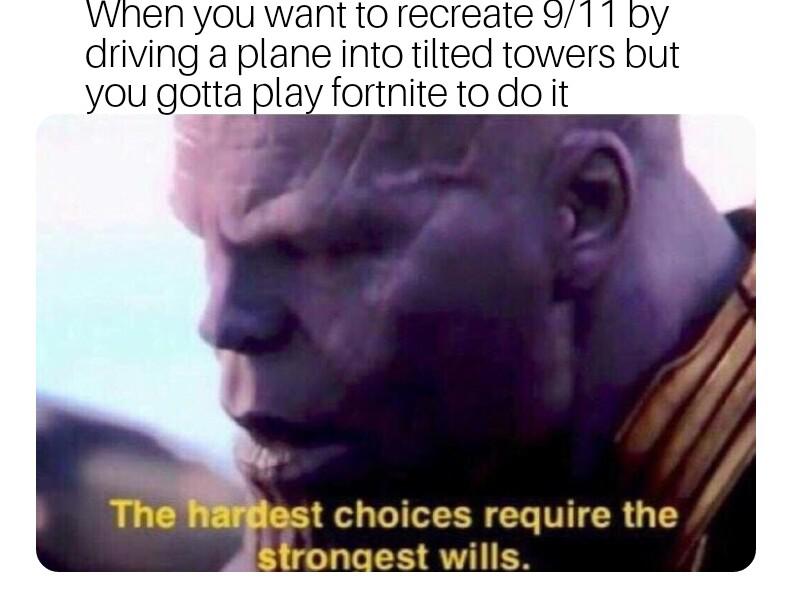 When you want to recreate 9/11 by
driving a plane into tilted towers but
you gotta play fortnite to do it
The hardest choices require the
strongest wills.